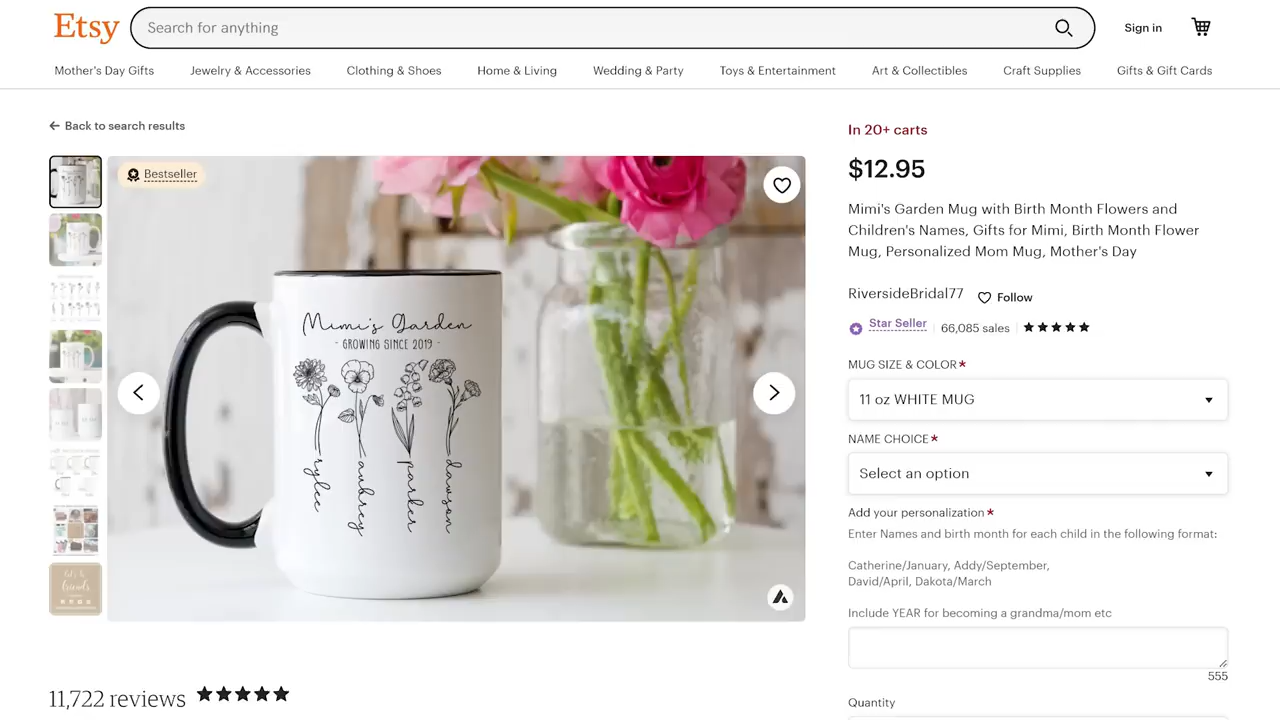 Etsy
Search for anything
Sign in
Mother's Day Gifts
Jewelry & Accessories
Clothing & Shoes
Home & Living
Wedding & Party
Toys & Entertainment
Art & Collectibles
Craft Supplies
Gifts & Gift Cards
Back to search results
Bestseller
Mimi's Garden
- GROWING SINCE 2019 -
rylee
aubrey
parker
dawson
11,722 reviews
In 20+ carts
$12.95
Mimi's Garden Mug with Birth Month Flowers and
Children's Names, Gifts for Mimi, Birth Month Flower
Mug, Personalized Mom Mug, Mother's Day
RiversideBridal77
Follow
Star Seller
66,085 sales
MUG SIZE & COLOR*
11 oz WHITE MUG
NAME CHOICE*
Select an option
Add your personalization *
Enter Names and birth month for each child in the following format:
Catherine/January, Addy/September,
David/April, Dakota/March
Include YEAR for becoming a grandma/mom etc
555
Quantity